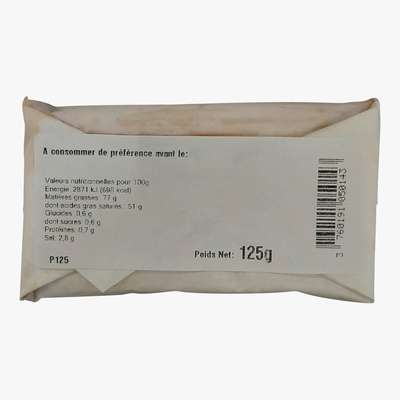 A consommer de préférence avant le:
Valeurs nutritionnelles pour 100g
Energie: 2871 kJ (698 kcal)
Matières grasses: 77 g
dont acides gras saturés: 51 g
Glucides: 0,6 g
dont sucres: 0,6 g
Protéines: 0,7 g
Sel: 2,8 g
P125
Poids Net: 125g
7601913050143